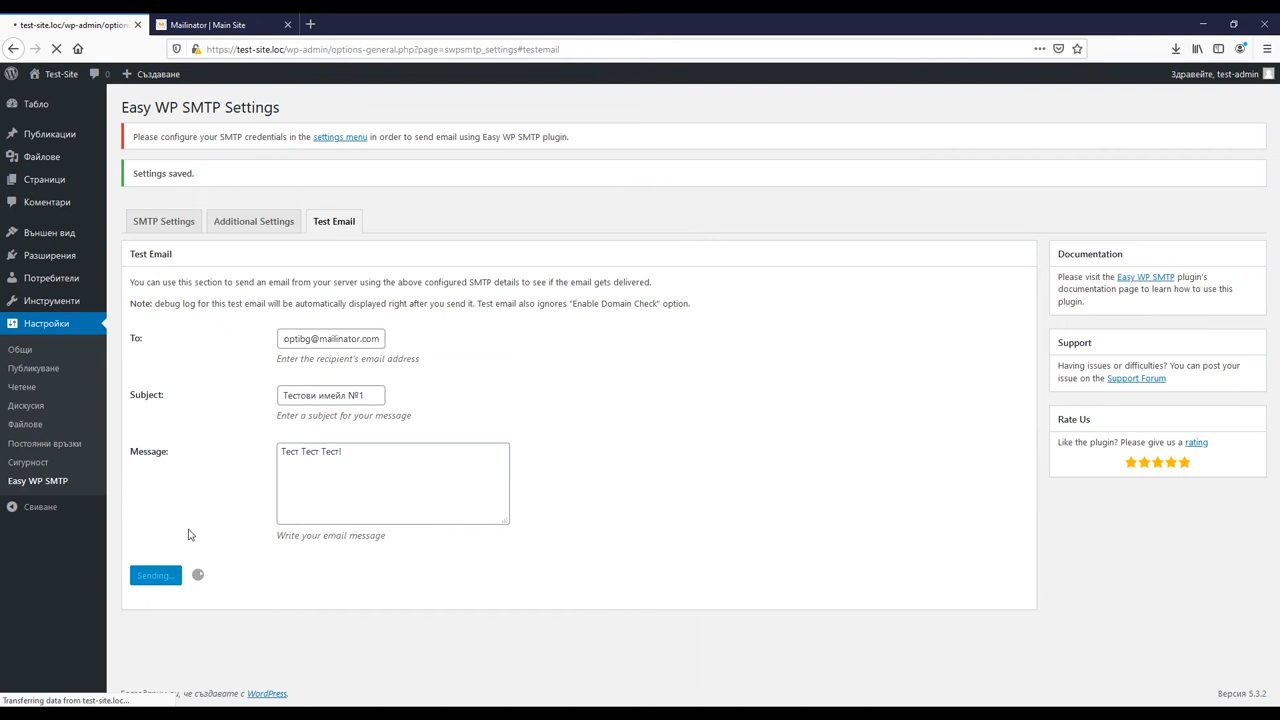 test-site.loc/wp-admin/option
Mailinator | Main Site
https://test-site.loc/wp-admin/options-general.php?page=swpsmtp_settings#testemail
Test-Site
0
Създаване
Здравейте, test-admin
Табло
Публикации
Файлове
Страници
Коментари
Външен вид
Разширения
Потребители
Инструменти
Настройки
Общи
Публикуване
Четене
Дискусия
Файлове
Постоянни връзки
Сигурност
Easy WP SMTP
Свиване
Easy WP SMTP Settings
Please configure your SMTP credentials in the settings menu in order to send email using Easy WP SMTP plugin.
Settings saved.
SMTP Settings
Additional Settings
Test Email
Test Email
You can use this section to send an email from your server using the above configured SMTP details to see if the email gets delivered.
Note: debug log for this test email will be automatically displayed right after you send it. Test email also ignores "Enable Domain Check" option.
To:
optibg@mailinator.com
Enter the recipient's email address
Subject:
Тестови имейл №1
Enter a subject for your message
Message:
Тест Тест Тест!
Write your email message
Sending...
Documentation
Please visit the Easy WP SMTP plugin's
documentation page to learn how to use this
plugin.
Support
Having issues or difficulties? You can post your
issue on the Support Forum
Rate Us
Like the plugin? Please give us a rating
че създавате с WordPress.
Версия 5.3.2
Transferring data from test-site.loc...